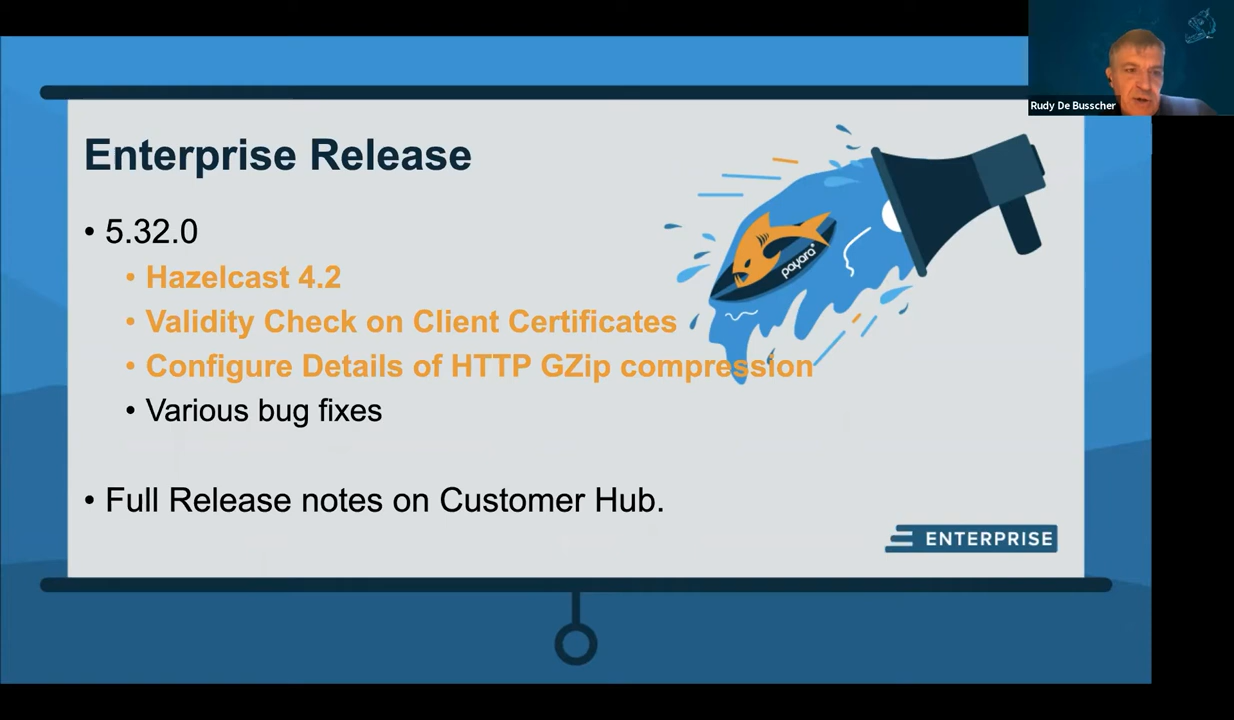 Rudy De Busscher
Enterprise Release
• 5.32.0
• Hazelcast 4.2
• Validity Check on Client Certificates
• Configure Details of HTTP GZip compression
• Various bug fixes
• Full Release notes on Customer Hub.
payara
ENTERPRISE